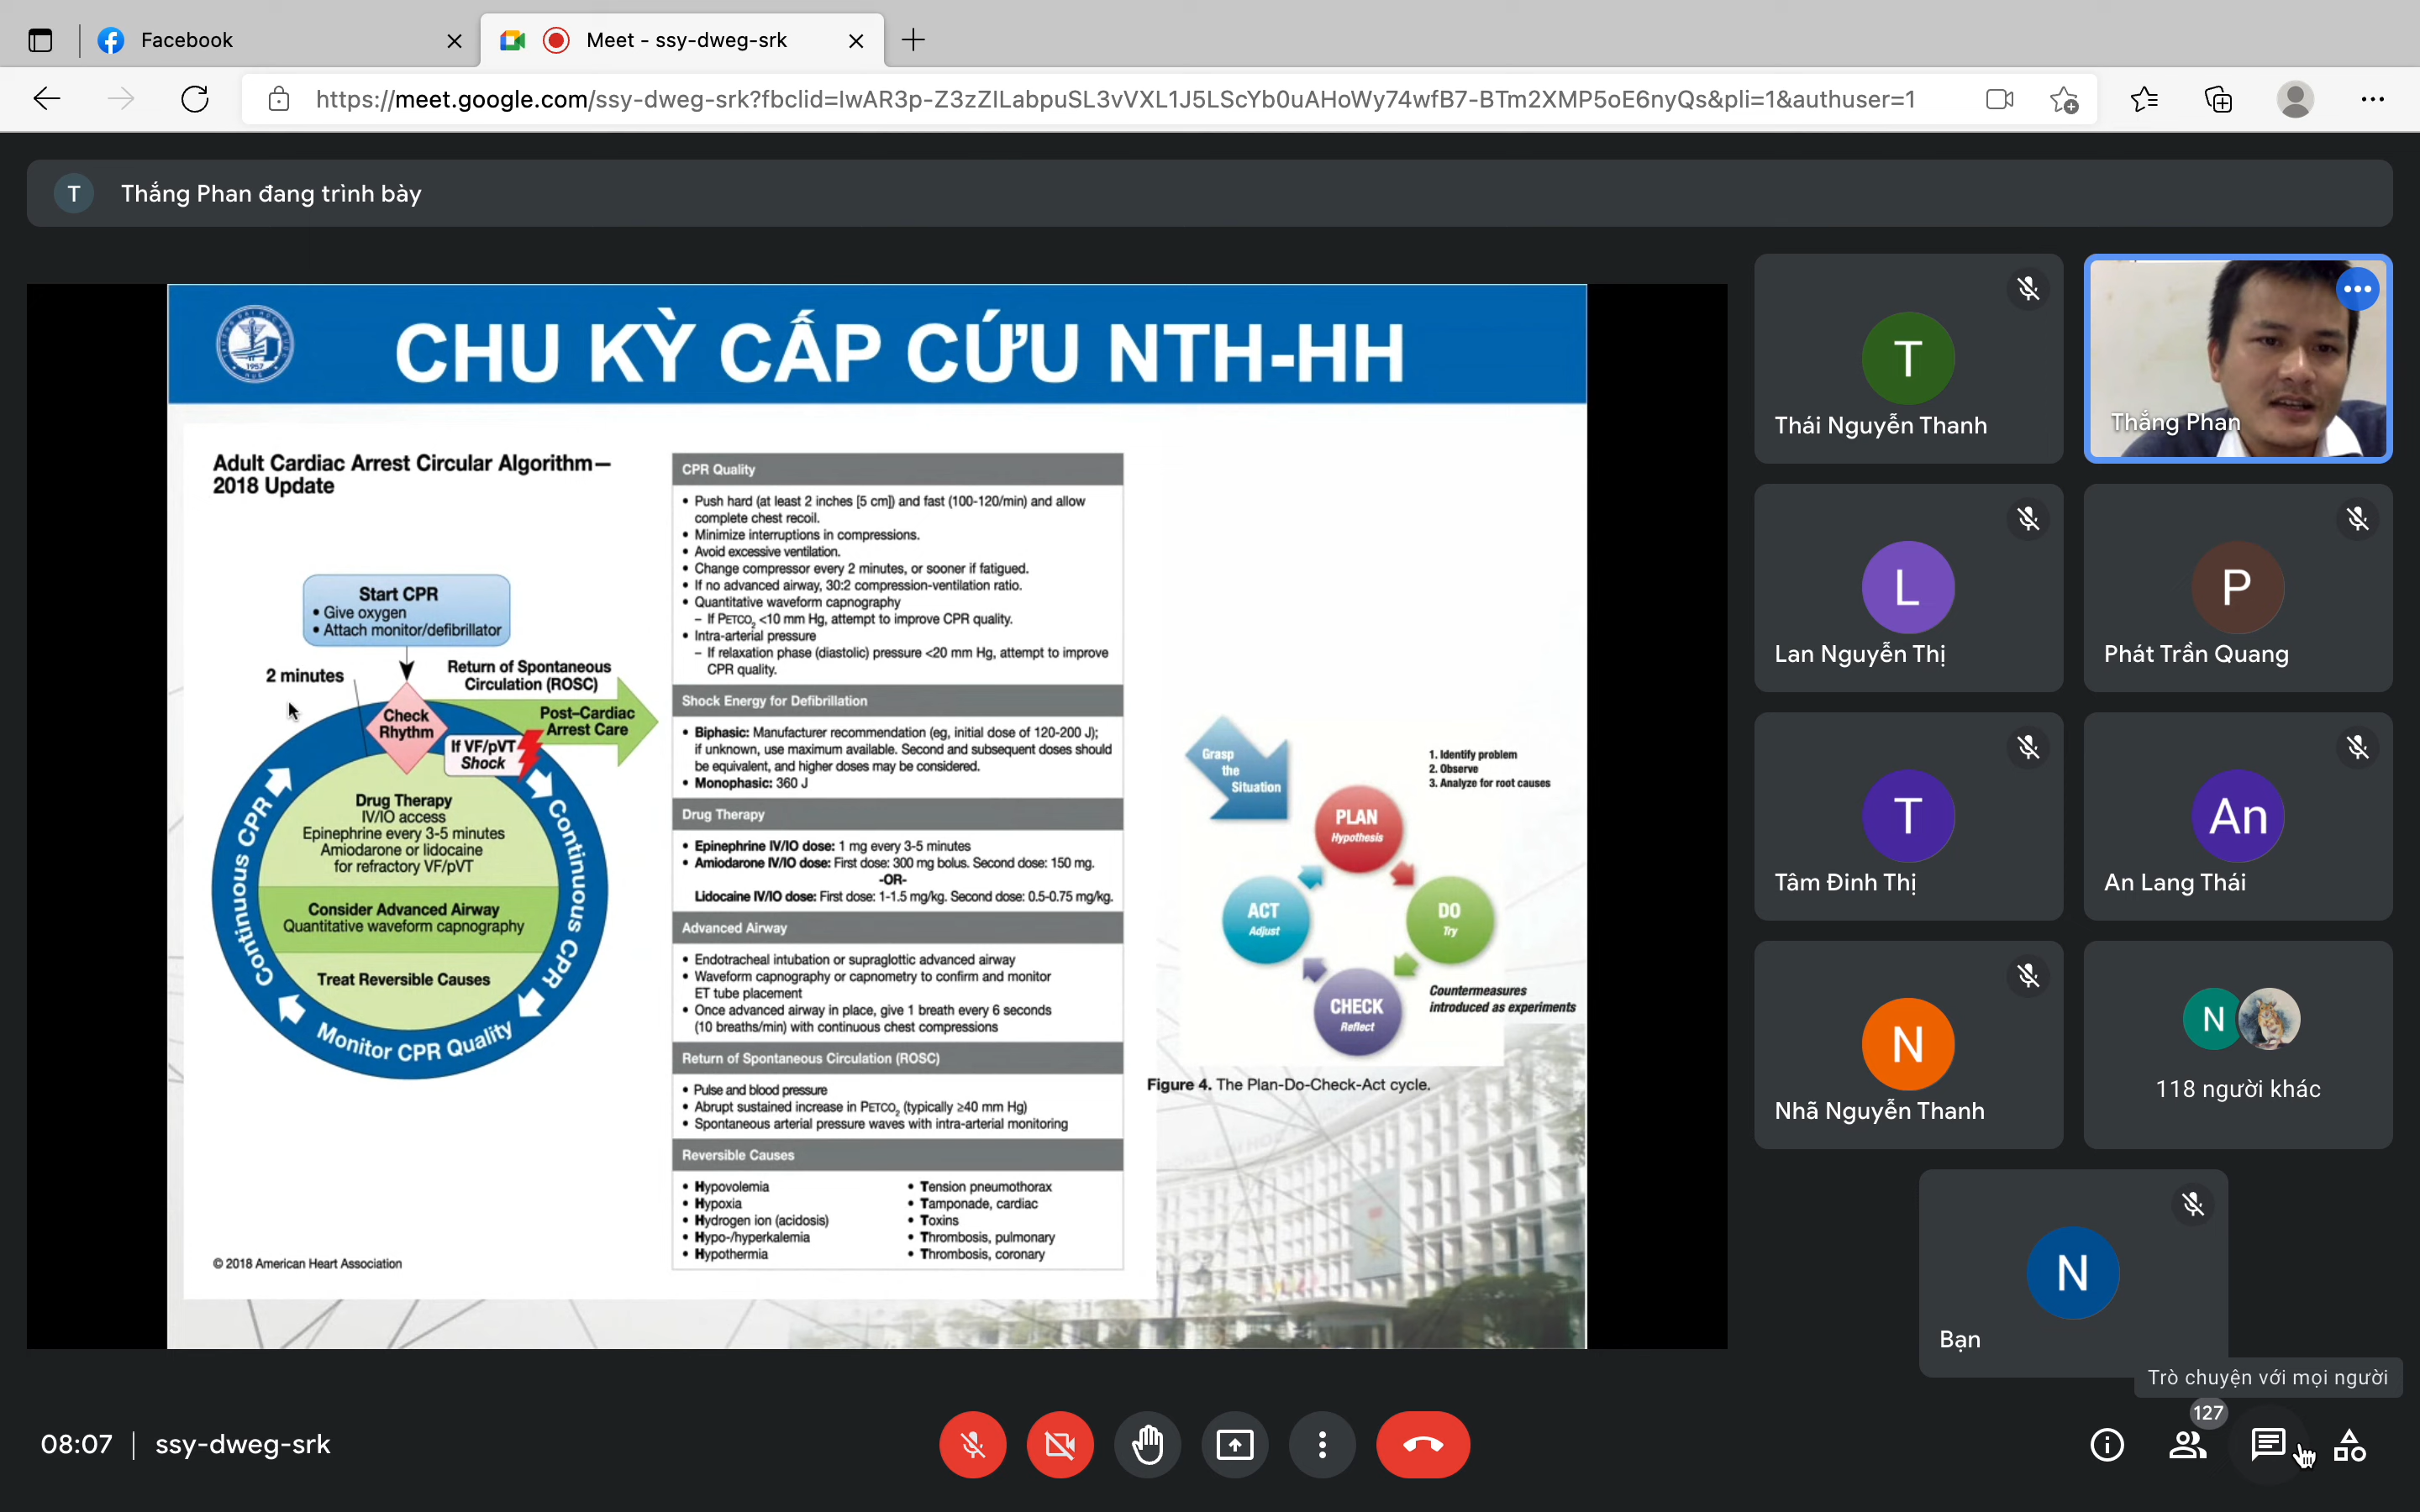 Facebook
Meet - ssy-dweg-srk
https://meet.google.com/ssy-dweg-srk?fbclid=IwAR3p-Z3zZILabpuSL3vVXL1J5LScYb0uAHoWy74wfB7-BTm2XMP5oE6nyQs&pli=1&authuser=1
T
Thắng Phan đang trình bày
1957
HUẾ
CHU KỲ CẤP CỨU NTH-HH
Adult Cardiac Arrest Circular Algorithm—
2018 Update
Start CPR
• Give oxygen
• Attach monitor/defibrillator
2 minutes
Return of Spontaneous
Circulation (ROSC)
Check
Rhythm
Post–Cardiac
Arrest Care
If VF/pVT
Shock
Drug Therapy
IV/IO access
Epinephrine every 3-5 minutes
Amiodarone or lidocaine
for refractory VF/pVT
Consider Advanced Airway
Quantitative waveform capnography
Treat Reversible Causes
Continuous CPR
Continuous CPR
Monitor CPR Quality
© 2018 American Heart Association
CPR Quality
• Push hard (at least 2 inches [5 cm]) and fast (100-120/min) and allow
complete chest recoil.
• Minimize interruptions in compressions.
• Avoid excessive ventilation.
• Change compressor every 2 minutes, or sooner if fatigued.
• If no advanced airway, 30:2 compression-ventilation ratio.
• Quantitative waveform capnography
– If PETCO₂ <10 mm Hg, attempt to improve CPR quality.
• Intra-arterial pressure
– If relaxation phase (diastolic) pressure <20 mm Hg, attempt to improve
CPR quality.
Shock Energy for Defibrillation
• Biphasic: Manufacturer recommendation (eg, initial dose of 120-200 J);
if unknown, use maximum available. Second and subsequent doses should
be equivalent, and higher doses may be considered.
• Monophasic: 360 J
Drug Therapy
• Epinephrine IV/IO dose: 1 mg every 3-5 minutes
• Amiodarone IV/IO dose: First dose: 300 mg bolus. Second dose: 150 mg.
-OR-
Lidocaine IV/IO dose: First dose: 1-1.5 mg/kg. Second dose: 0.5-0.75 mg/kg.
Advanced Airway
• Endotracheal intubation or supraglottic advanced airway
• Waveform capnography or capnometry to confirm and monitor
ET tube placement
• Once advanced airway in place, give 1 breath every 6 seconds
(10 breaths/min) with continuous chest compressions
Return of Spontaneous Circulation (ROSC)
• Pulse and blood pressure
• Abrupt sustained increase in PETCO₂ (typically ≥40 mm Hg)
• Spontaneous arterial pressure waves with intra-arterial monitoring
Reversible Causes
• Hypovolemia
• Hypoxia
• Hydrogen ion (acidosis)
• Hypo-/hyperkalemia
• Hypothermia
• Tension pneumothorax
• Tamponade, cardiac
• Toxins
• Thrombosis, pulmonary
• Thrombosis, coronary
Grasp
the
Situation
1. Identify problem
2. Observe
3. Analyze for root causes
PLAN
Hypothesis
ACT
Adjust
DO
Try
CHECK
Reflect
Countermeasures
introduced as experiments
Figure 4. The Plan-Do-Check-Act cycle.
T
Thái Nguyễn Thanh
Thắng Phan
L
Lan Nguyễn Thị
P
Phát Trần Quang
T
Tâm Đinh Thị
An
An Lang Thái
N
Nhã Nguyễn Thanh
N
118 người khác
N
Bạn
Trò chuyện với mọi người
08:07
ssy-dweg-srk
127